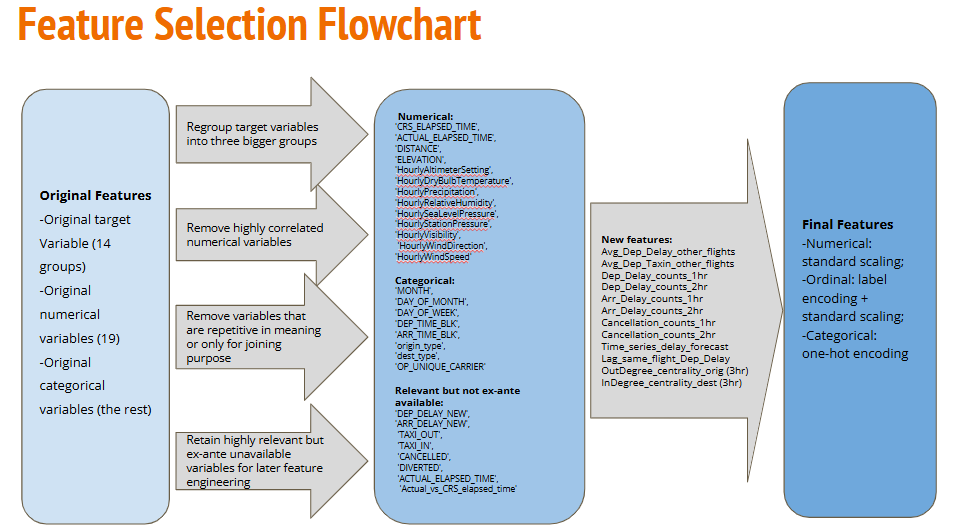 Feature Selection Flowchart
Original Features
-Original target
Variable (14
groups)
-Original
numerical
variables (19)
-Original
categorical
variables (the rest)
Regroup target variables
into three bigger groups
Remove highly correlated
numerical variables
Remove variables that
are repetitive in meaning
or only for joining
purpose
Retain highly relevant but
ex-ante unavailable
variables for later feature
engineering
Numerical:
'CRS_ELAPSED_TIME',
'ACTUAL_ELAPSED_TIME',
'DISTANCE',
'ELEVATION',
'HourlyAltimeterSetting',
'HourlyDryBulbTemperature',
'HourlyPrecipitation',
'HourlyRelativeHumidity',
'HourlySeaLevelPressure',
'HourlyStationPressure',
'HourlyVisibility',
'HourlyWindDirection',
'HourlyWindSpeed'
Categorical:
'MONTH',
'DAY_OF_MONTH',
'DAY_OF_WEEK',
'DEP_TIME_BLK',
'ARR_TIME_BLK',
'origin_type',
'dest_type',
'OP_UNIQUE_CARRIER'
Relevant but not ex-ante
available:
'DEP_DELAY_NEW',
'ARR_DELAY_NEW',
'TAXI_OUT',
'TAXI_IN',
'CANCELLED',
'DIVERTED',
'ACTUAL_ELAPSED_TIME',
'Actual_vs_CRS_elapsed_time'
New features:
Avg_Dep_Delay_other_flights
Avg_Dep_Taxin_other_flights
Dep_Delay_counts_1hr
Dep_Delay_counts_2hr
Arr_Delay_counts_1hr
Arr_Delay_counts_2hr
Cancellation_counts_1hr
Cancellation_counts_2hr
Time_series_delay_forecast
Lag_same_flight_Dep_Delay
OutDegree_centrality_orig (3hr)
InDegree_centrality_dest (3hr)
Final Features
-Numerical:
standard scaling;
-Ordinal: label
encoding +
standard scaling;
-Categorical:
one-hot encoding